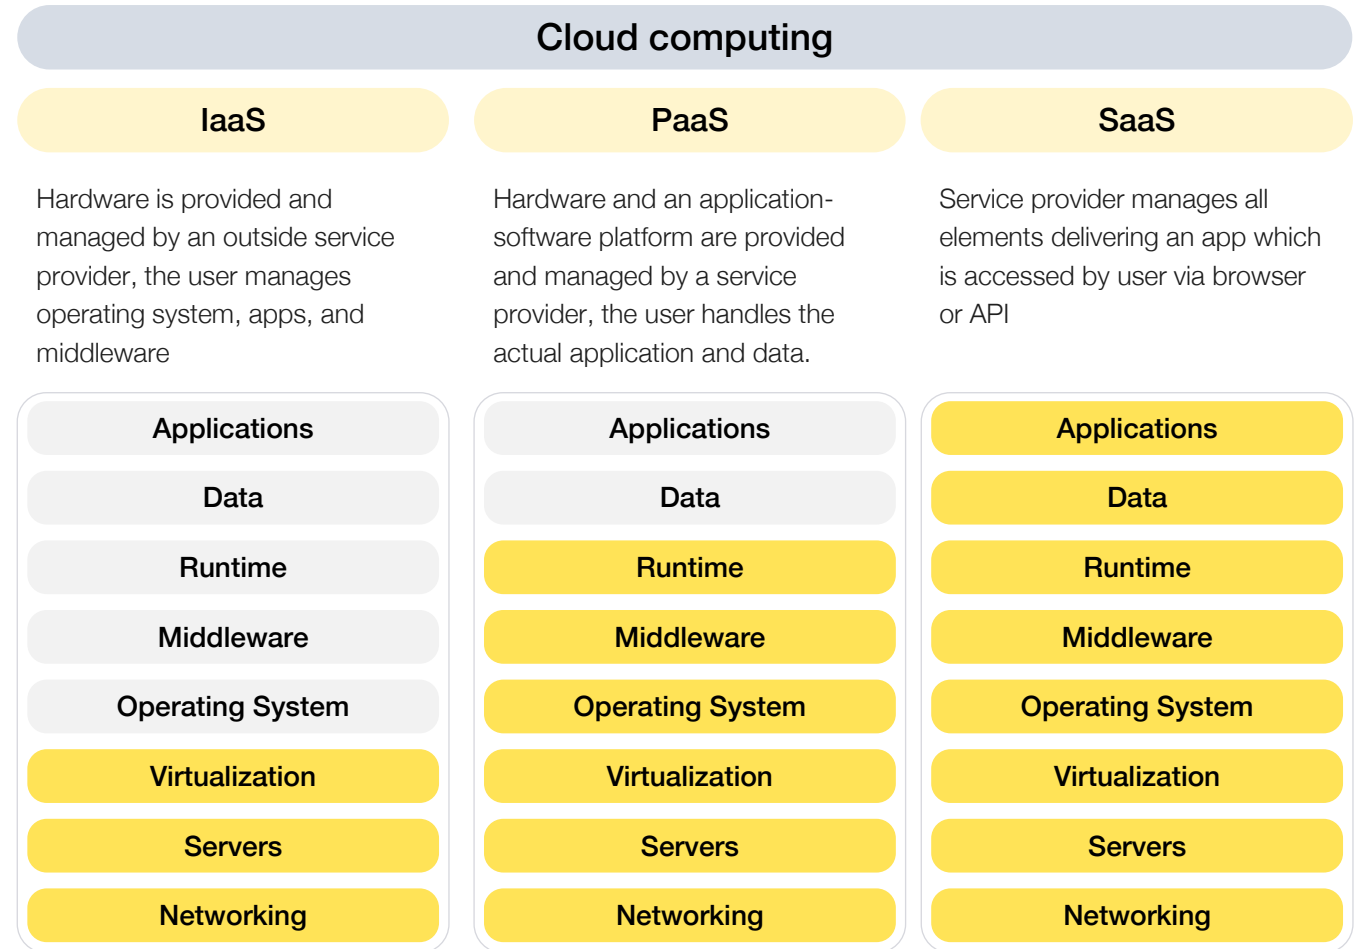 Cloud computing
IaaS
Hardware is provided and
managed by an outside service
provider, the user manages
operating system, apps, and
middleware
Applications
Data
Runtime
Middleware
Operating System
Virtualization
Servers
Networking
PaaS
Hardware and an application-
software platform are provided
and managed by a service
provider, the user handles the
actual application and data.
Applications
Data
Runtime
Middleware
Operating System
Virtualization
Servers
Networking
SaaS
Service provider manages all
elements delivering an app which
is accessed by user via browser
or API
Applications
Data
Runtime
Middleware
Operating System
Virtualization
Servers
Networking